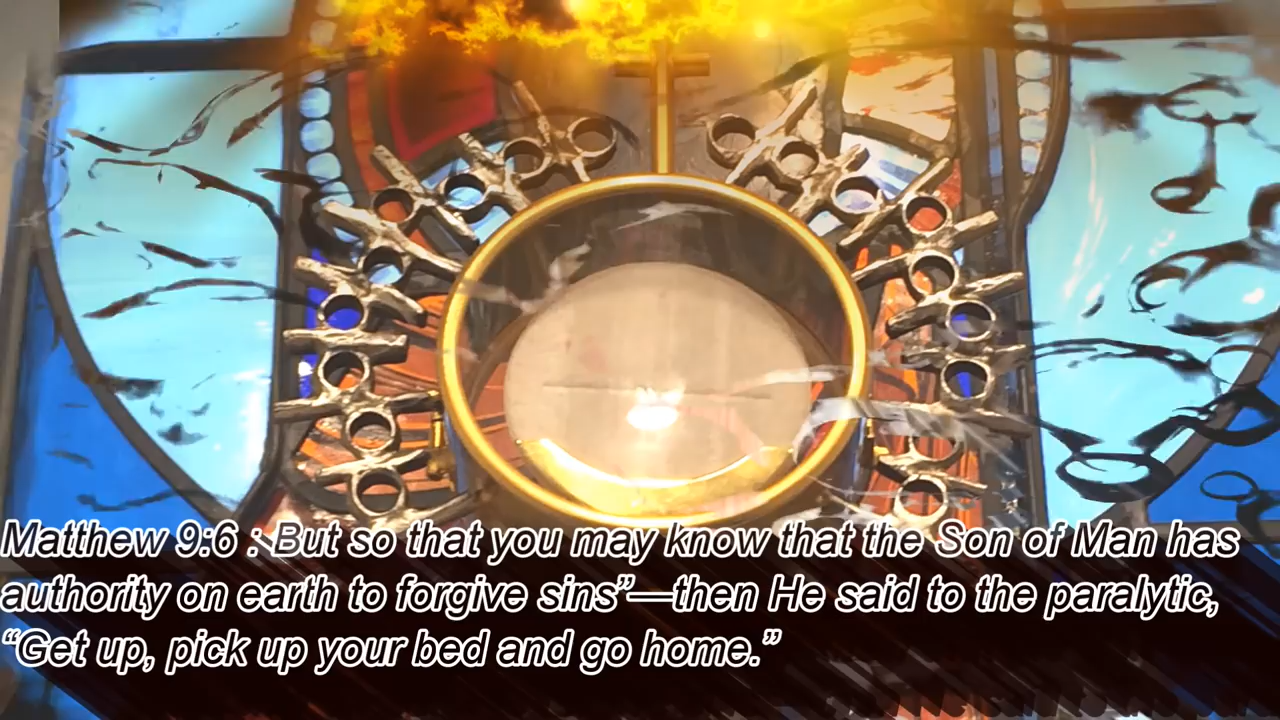 Matthew 9:6 : But so that you may know that the Son of Man has
authority on earth to forgive sins”—then He said to the paralytic,
“Get up, pick up your bed and go home.”